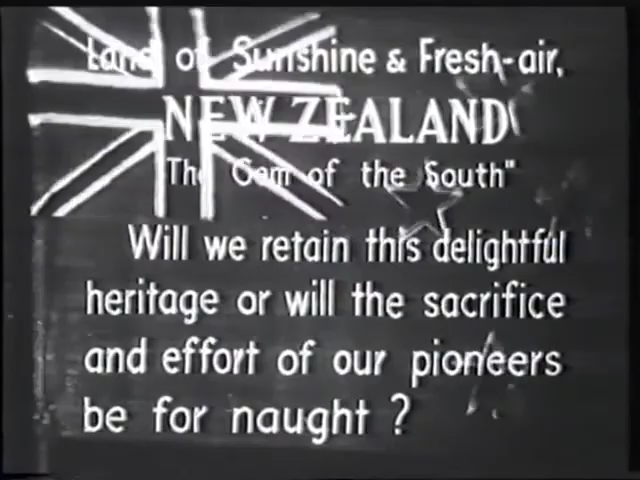 Land of Sunshine & Fresh-air,
NEW ZEALAND
"The Gem of the South"
Will we retain this delightful
heritage or will the sacrifice
and effort of our pioneers
be for naught ?